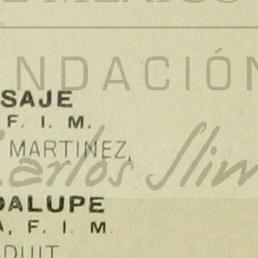 NDACIÓN
SAJE
F. I. M.
MARTINEZ,
Carlos Slim
DALUPE
A, F. I. M.
DUIT